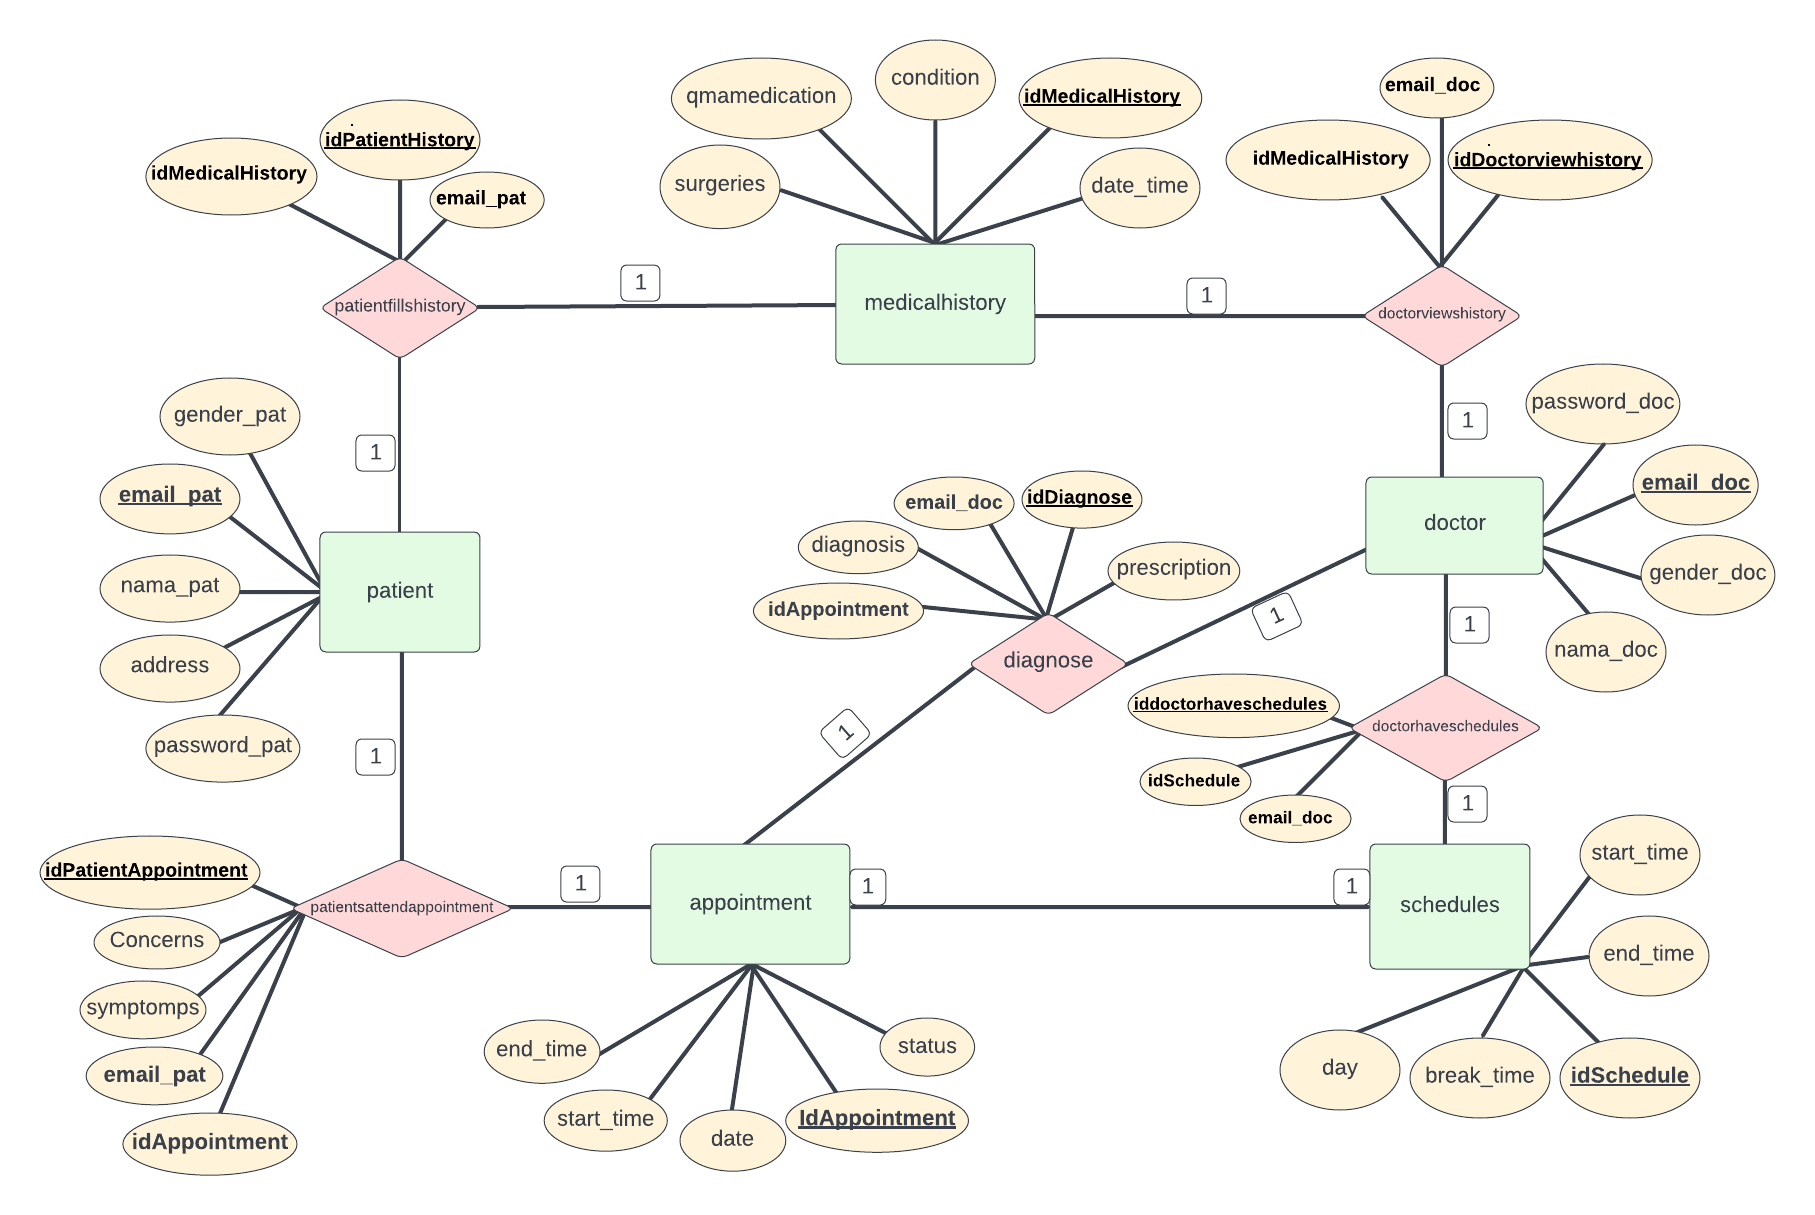 condition
email_doc
qmamedication
idMedicalHistory
idPatientHistory
idMedicalHistory
email_pat
surgeries
date_time
idMedicalHistory
idDoctorviewhistory
patientfillshistory
1
medicalhistory
1
doctorviewshistory
gender_pat
1
email_pat
nama_pat
address
password_pat
patient
1
1
password_doc
email_doc
gender_doc
nama_doc
doctor
email_doc
idDiagnose
diagnosis
prescription
idAppointment
diagnose
1
1
1
iddoctorhaveschedules
doctorhaveschedules
idSchedule
email_doc
1
idPatientAppointment
Concerns
symptomps
email_pat
idAppointment
patientsattendappointment
1
appointment
1
1
schedules
start_time
end_time
end_time
start_time
date
IdAppointment
status
day
break_time
idSchedule